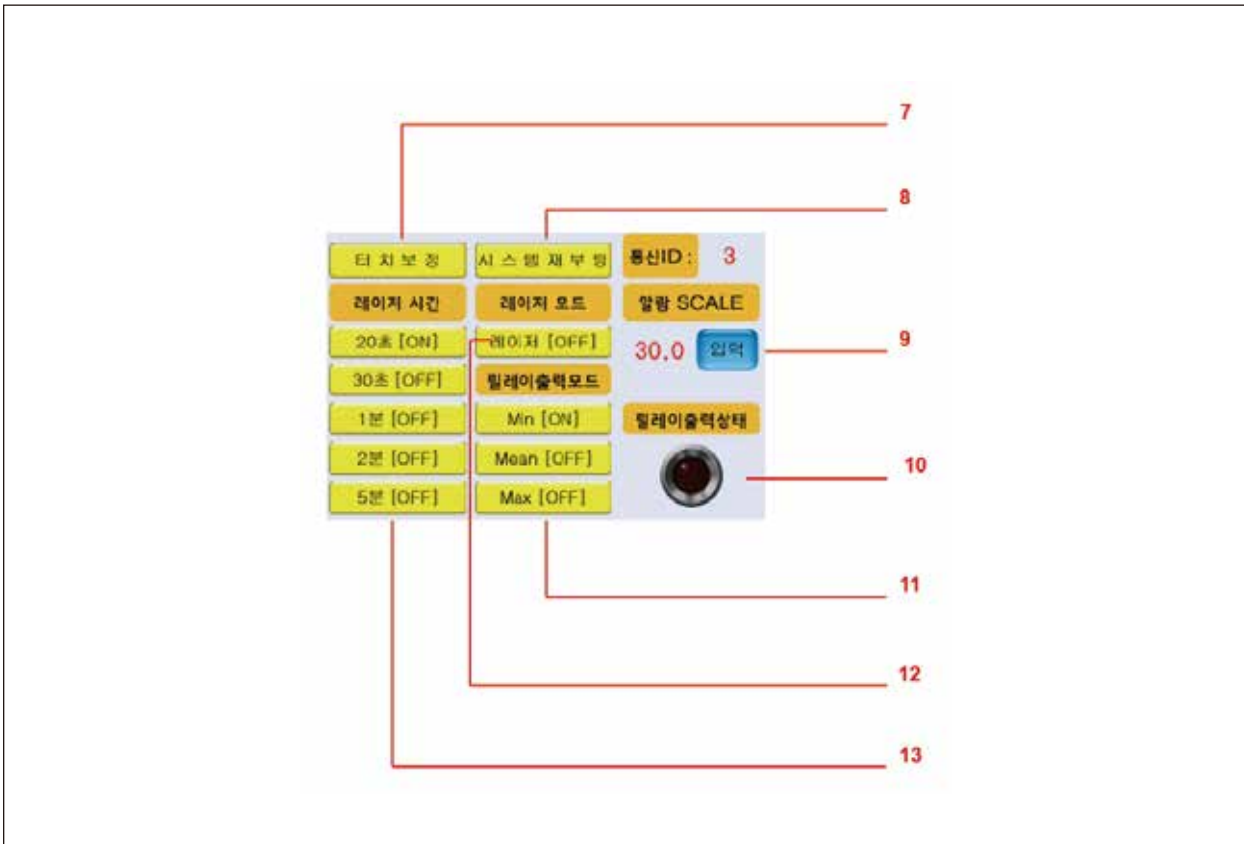 7
8
터 치 보 정 시 스 템 재 부 팅 통신ID : 3
레이저 시간 레이저 모드 알람 SCALE
20초 [ON] 레이저 [OFF] 30.0 입력 9
30초 [OFF] 릴레이출력모드
1분 [OFF] Min [ON] 릴레이출력상태
2분 [OFF] Mean [OFF] 10
5분 [OFF] Max [OFF]
11
12
13